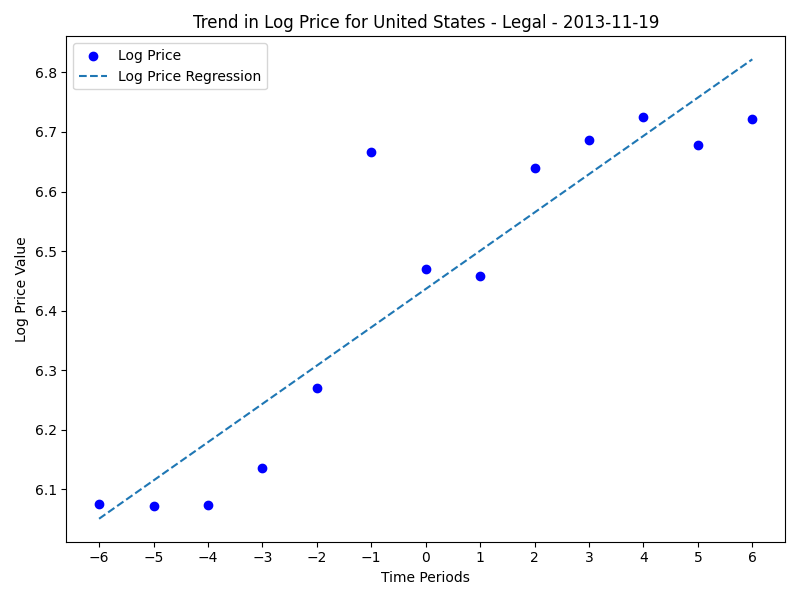 Trend in Log Price for United States - Legal - 2013-11-19
Log Price
Log Price Regression
6.8
6.7
6.6
6.5
6.4
6.3
6.2
6.1
Log Price Value
−6 −5 −4 −3 −2 −1 0 1 2 3 4 5 6
Time Periods